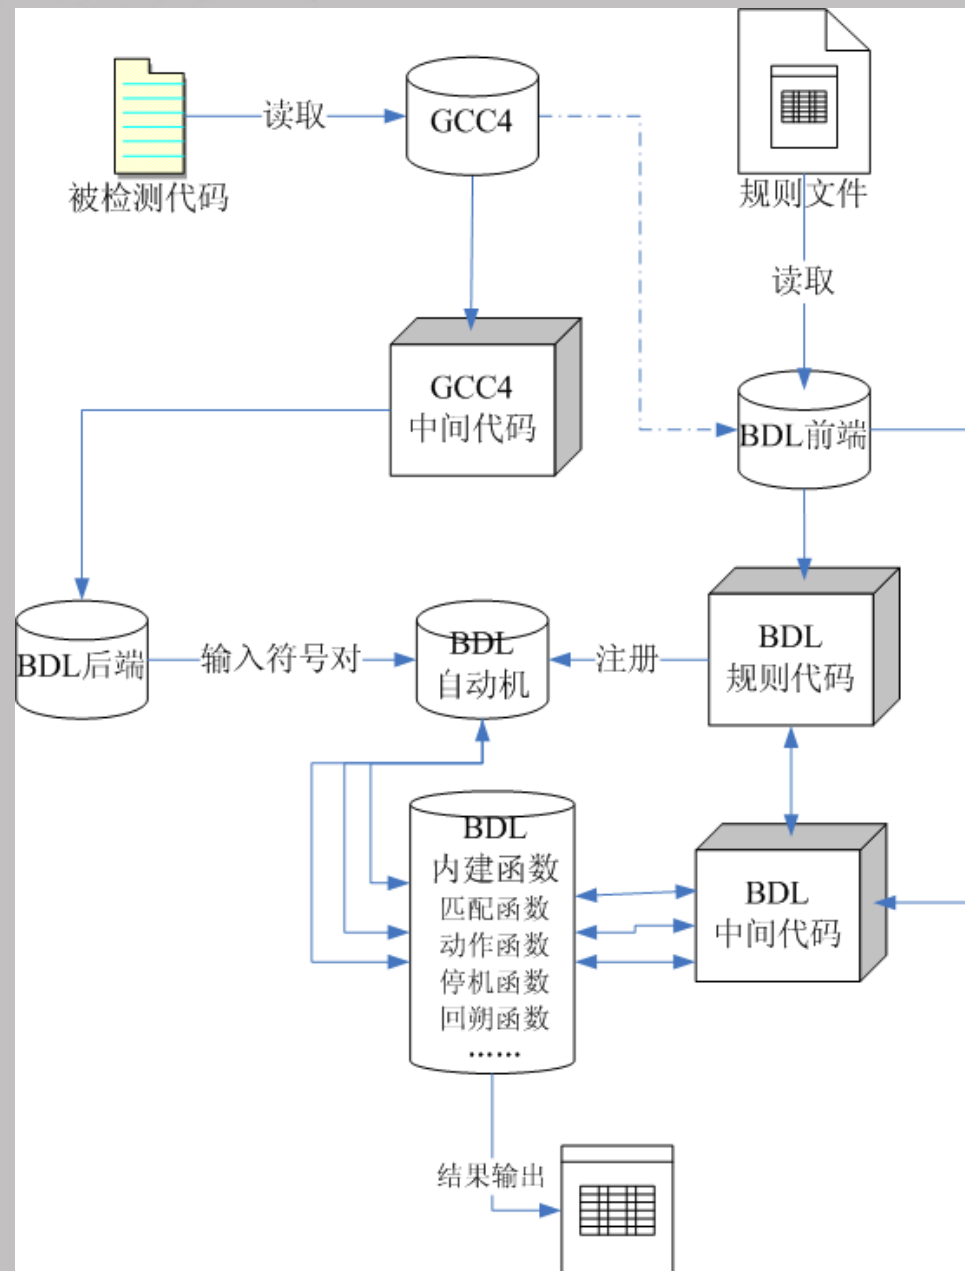 读取
GCC4
被检测代码
规则文件
读取
GCC4
中间代码
BDL前端
BDL后端
输入符号对
BDL
自动机
注册
BDL
规则代码
BDL
内建函数
匹配函数
动作函数
停机函数
回朔函数
……
BDL
中间代码
结果输出